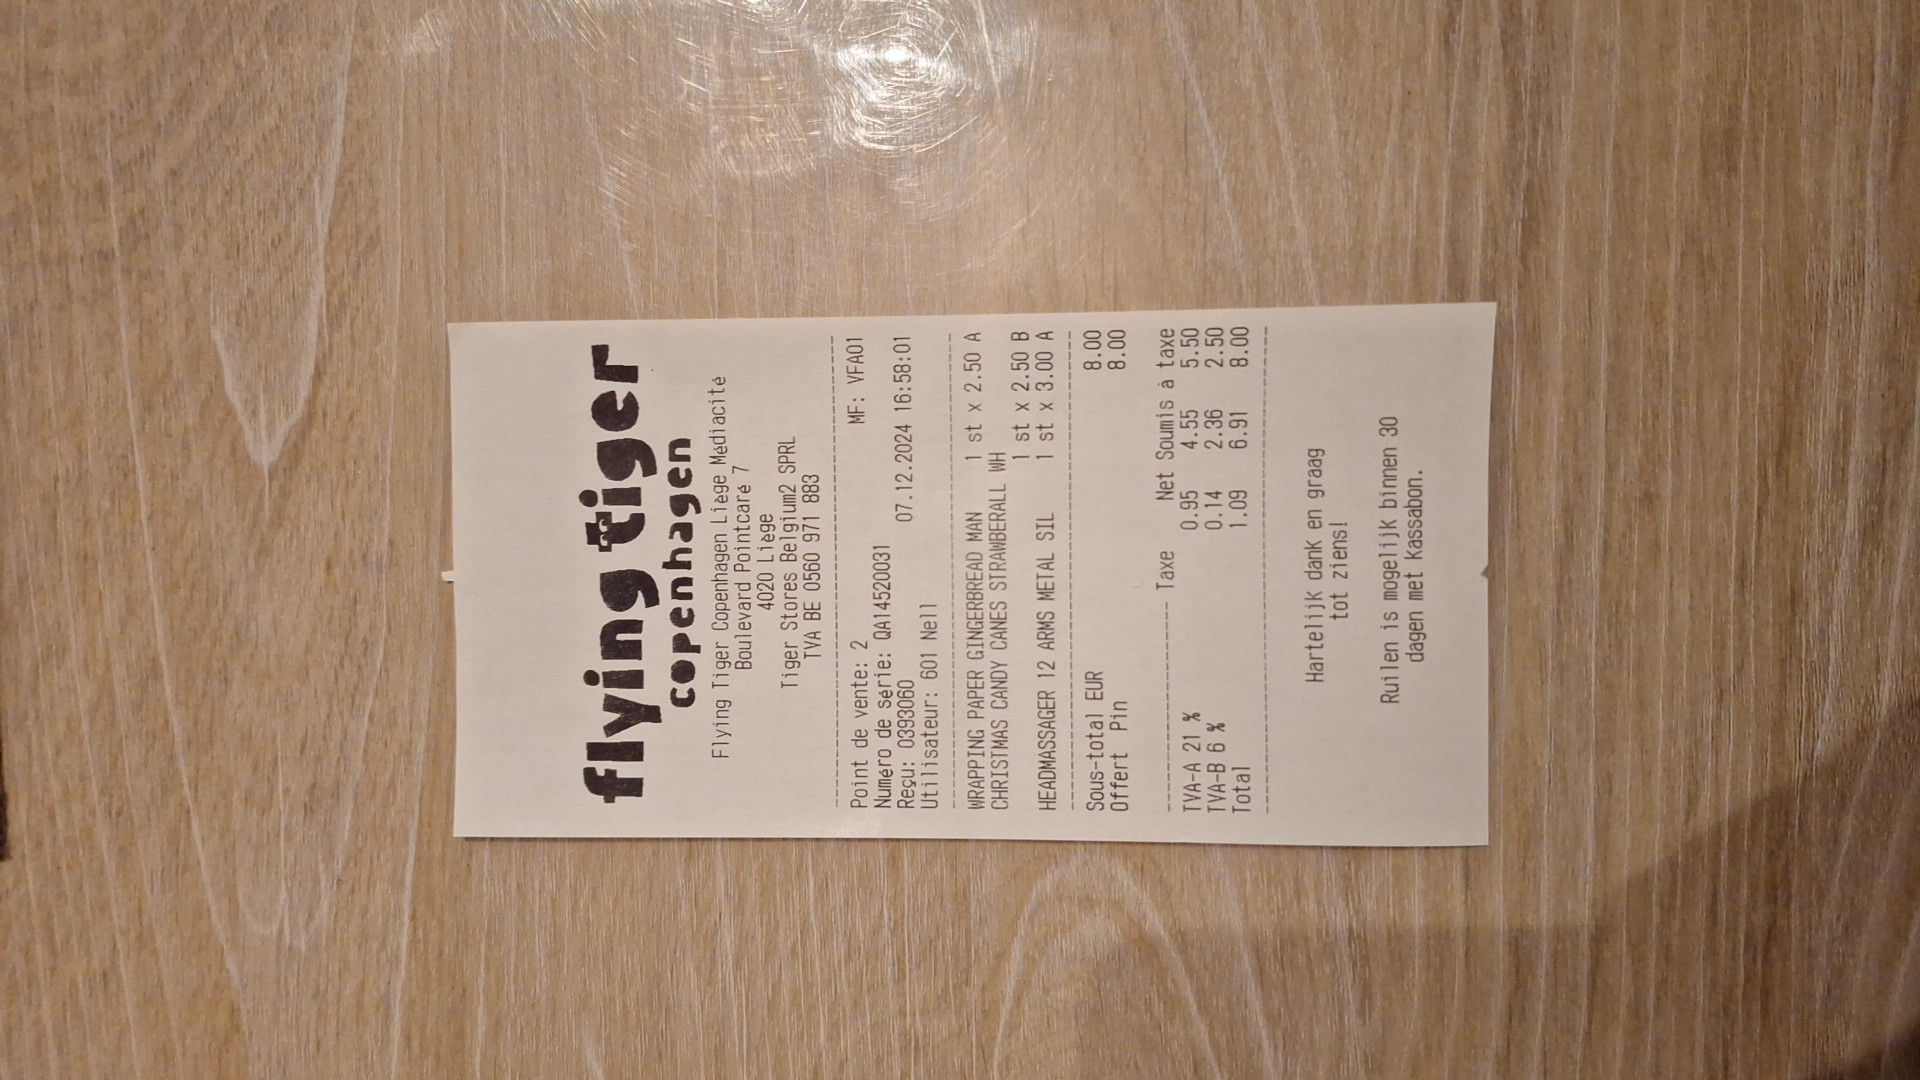 flying tiger
copenhagen
Flying Tiger Copenhagen Liège Médiacité
Boulevard Pointcaré 7
4020 Liège
Tiger Stores Belgium2 SPRL
TVA BE 0560 971 883
Point de vente: 2 MF: VFA01
Numéro de série: QA14520031
Reçu: 0393060 07.12.2024 16:58:01
Utilisateur: 601 Nell
WRAPPING PAPER GINGERBREAD MAN 1 st x 2.50 A
CHRISTMAS CANDY CANES STRAWBERALL WH
1 st x 2.50 B
HEADMASSAGER 12 ARMS METAL SIL 1 st x 3.00 A
Sous-total EUR 8.00
Offert Pin 8.00
Taxe Net Soumis à taxe
TVA-A 21 % 0.95 4.55 5.50
TVA-B 6 % 0.14 2.36 2.50
Total 1.09 6.91 8.00
Hartelijk dank en graag
tot ziens!
Ruilen is mogelijk binnen 30
dagen met Kassabon.